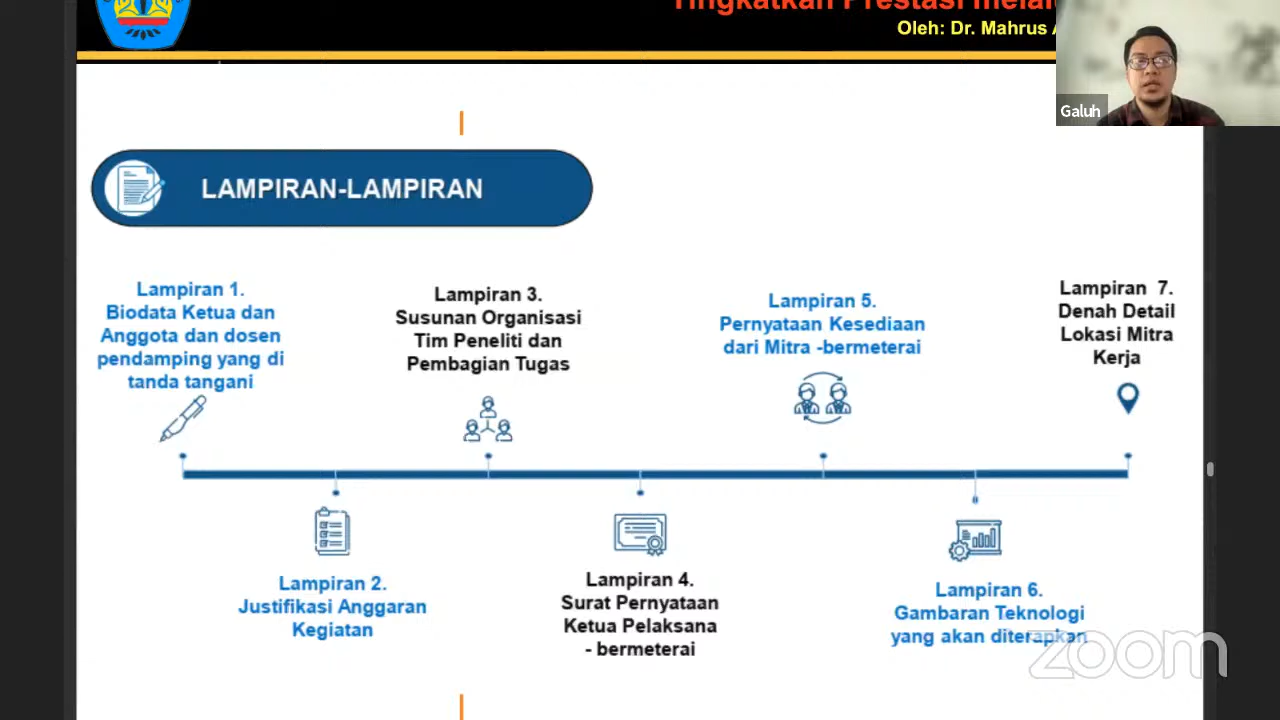 Tingkatkan Prestasi
Oleh: Dr. Mahrus
Galuh
LAMPIRAN-LAMPIRAN
Lampiran 1.
Biodata Ketua dan
Anggota dan dosen
pendamping yang di
tanda tangani
Lampiran 3.
Susunan Organisasi
Tim Peneliti dan
Pembagian Tugas
Lampiran 5.
Pernyataan Kesediaan
dari Mitra -bermeterai
Lampiran 7.
Denah Detail
Lokasi Mitra
Kerja
Lampiran 2.
Justifikasi Anggaran
Kegiatan
Lampiran 4.
Surat Pernyataan
Ketua Pelaksana
- bermeterai
Lampiran 6.
Gambaran Teknologi
yang akan diterapkan
zoom